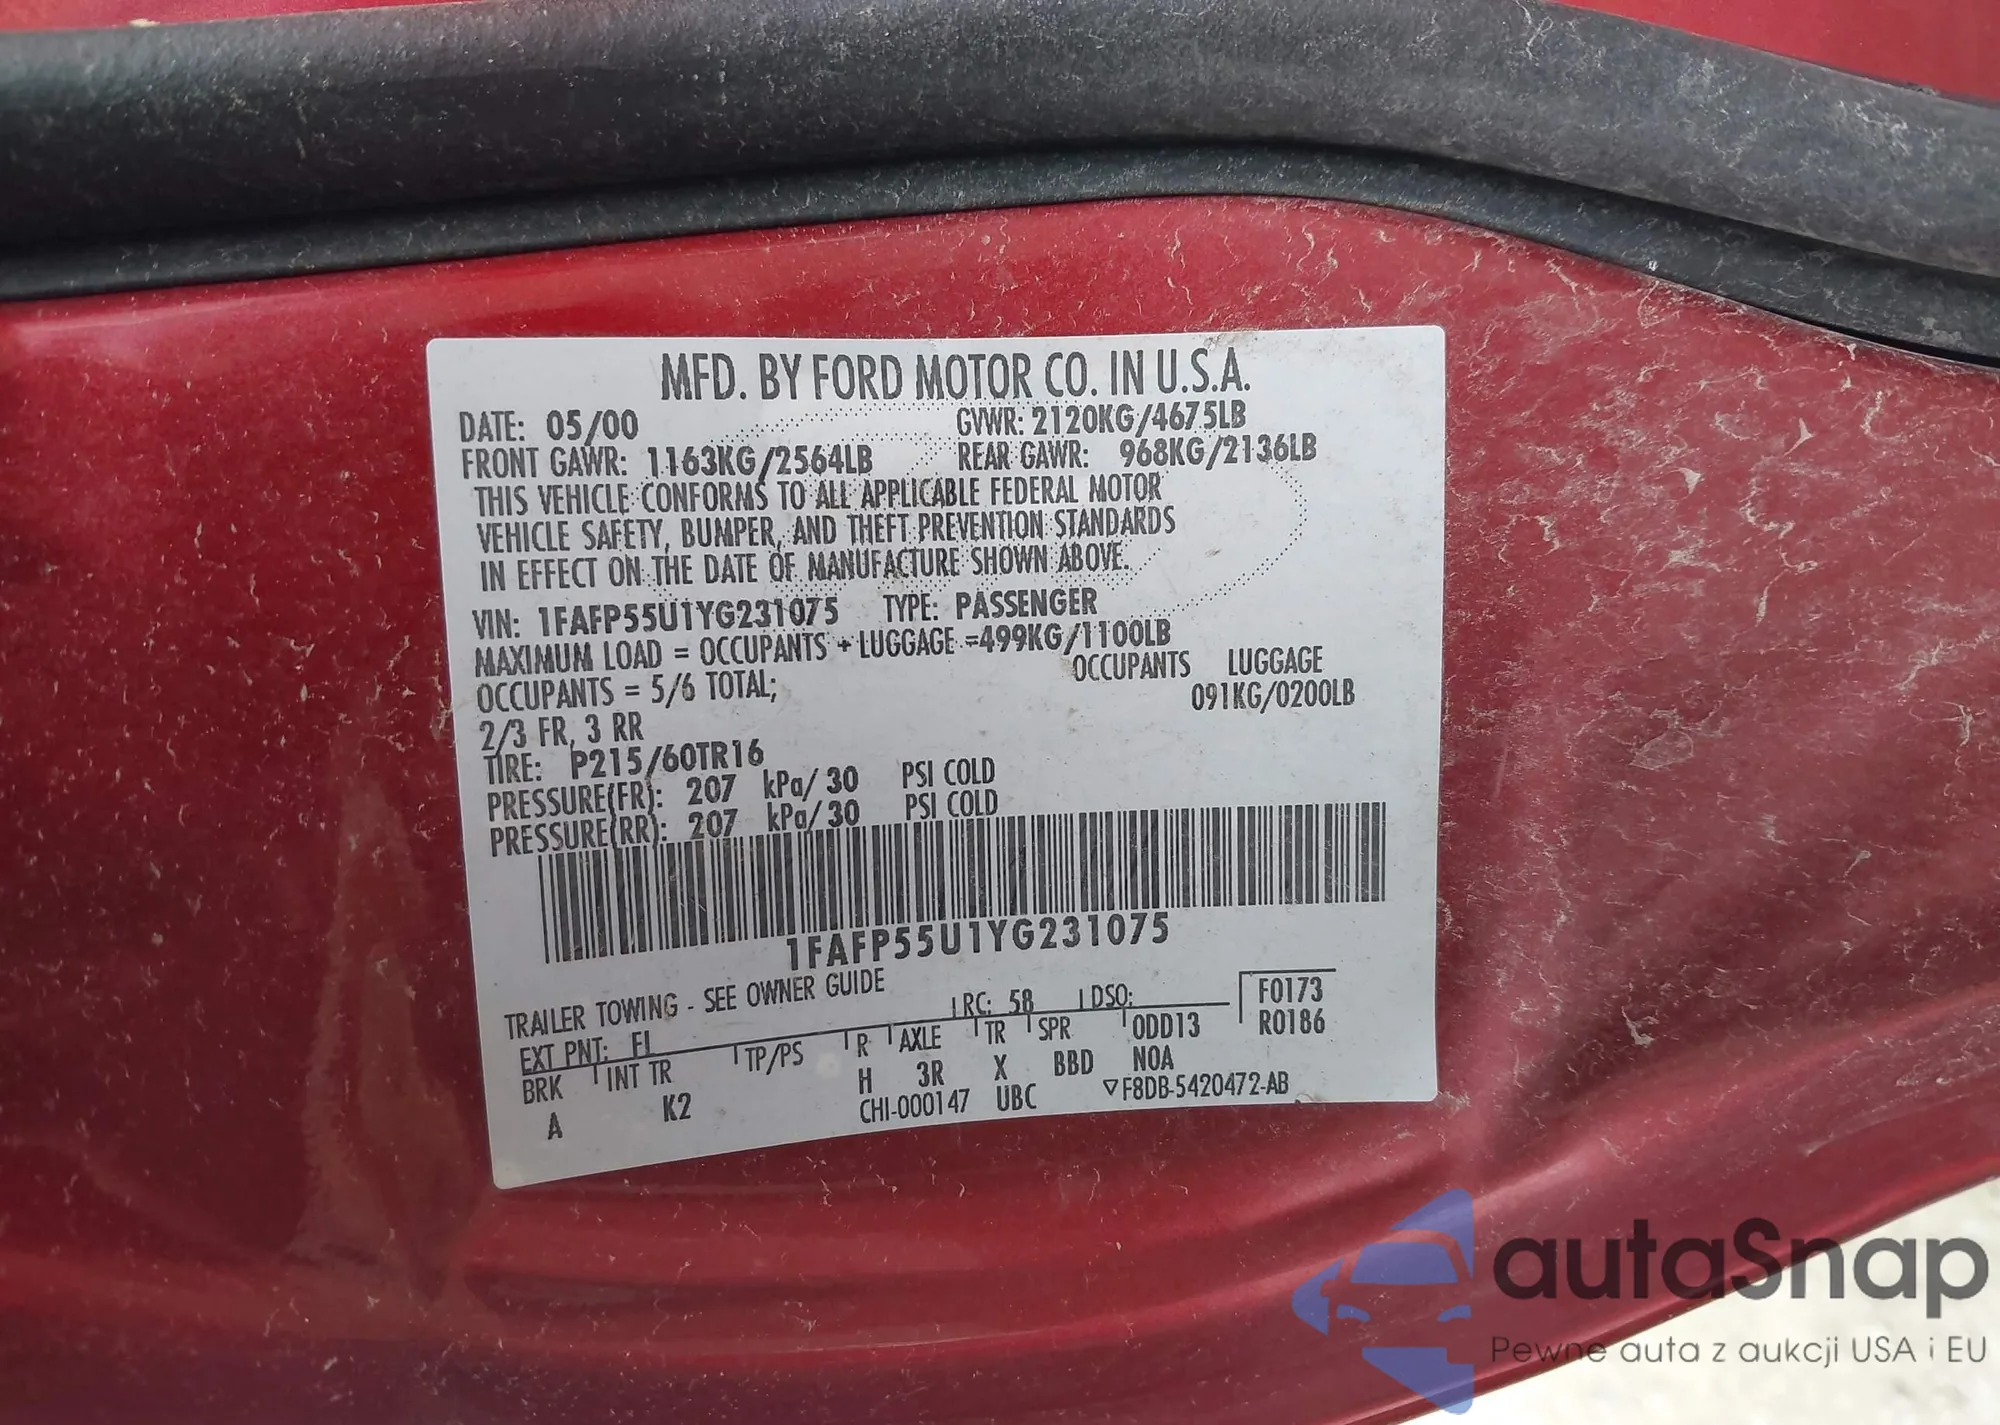 MFD. BY FORD MOTOR CO. IN U.S.A.
DATE: 05/00 GVWR: 2120KG/4675LB
FRONT GAWR: 1163KG/2564LB REAR GAWR: 968KG/2136LB
THIS VEHICLE CONFORMS TO ALL APPLICABLE FEDERAL MOTOR
VEHICLE SAFETY, BUMPER, AND THEFT PREVENTION STANDARDS
IN EFFECT ON THE DATE OF MANUFACTURE SHOWN ABOVE.
VIN: 1FAFP55U1YG231075 TYPE: PASSENGER
MAXIMUM LOAD = OCCUPANTS + LUGGAGE =499KG/1100LB
OCCUPANTS = 5/6 TOTAL; OCCUPANTS LUGGAGE
2/3 FR, 3 RR 091KG/0200LB
TIRE: P215/60TR16
PRESSURE(FR): 207 kPa/ 30 PSI COLD
PRESSURE(RR): 207 kPa/ 30 PSI COLD
1FAFP55U1YG231075
TRAILER TOWING - SEE OWNER GUIDE
EXT PNT: FL RC: 58 DSO: F0173
BRK INT TR TP/PS R AXLE TR SPR 0DD13 R0186
A K2 H 3R X BBD NOA
CHI-000147 UBC ▽F8DB-5420472-AB
autaSnap
Pewne auta z aukcji USA i EU